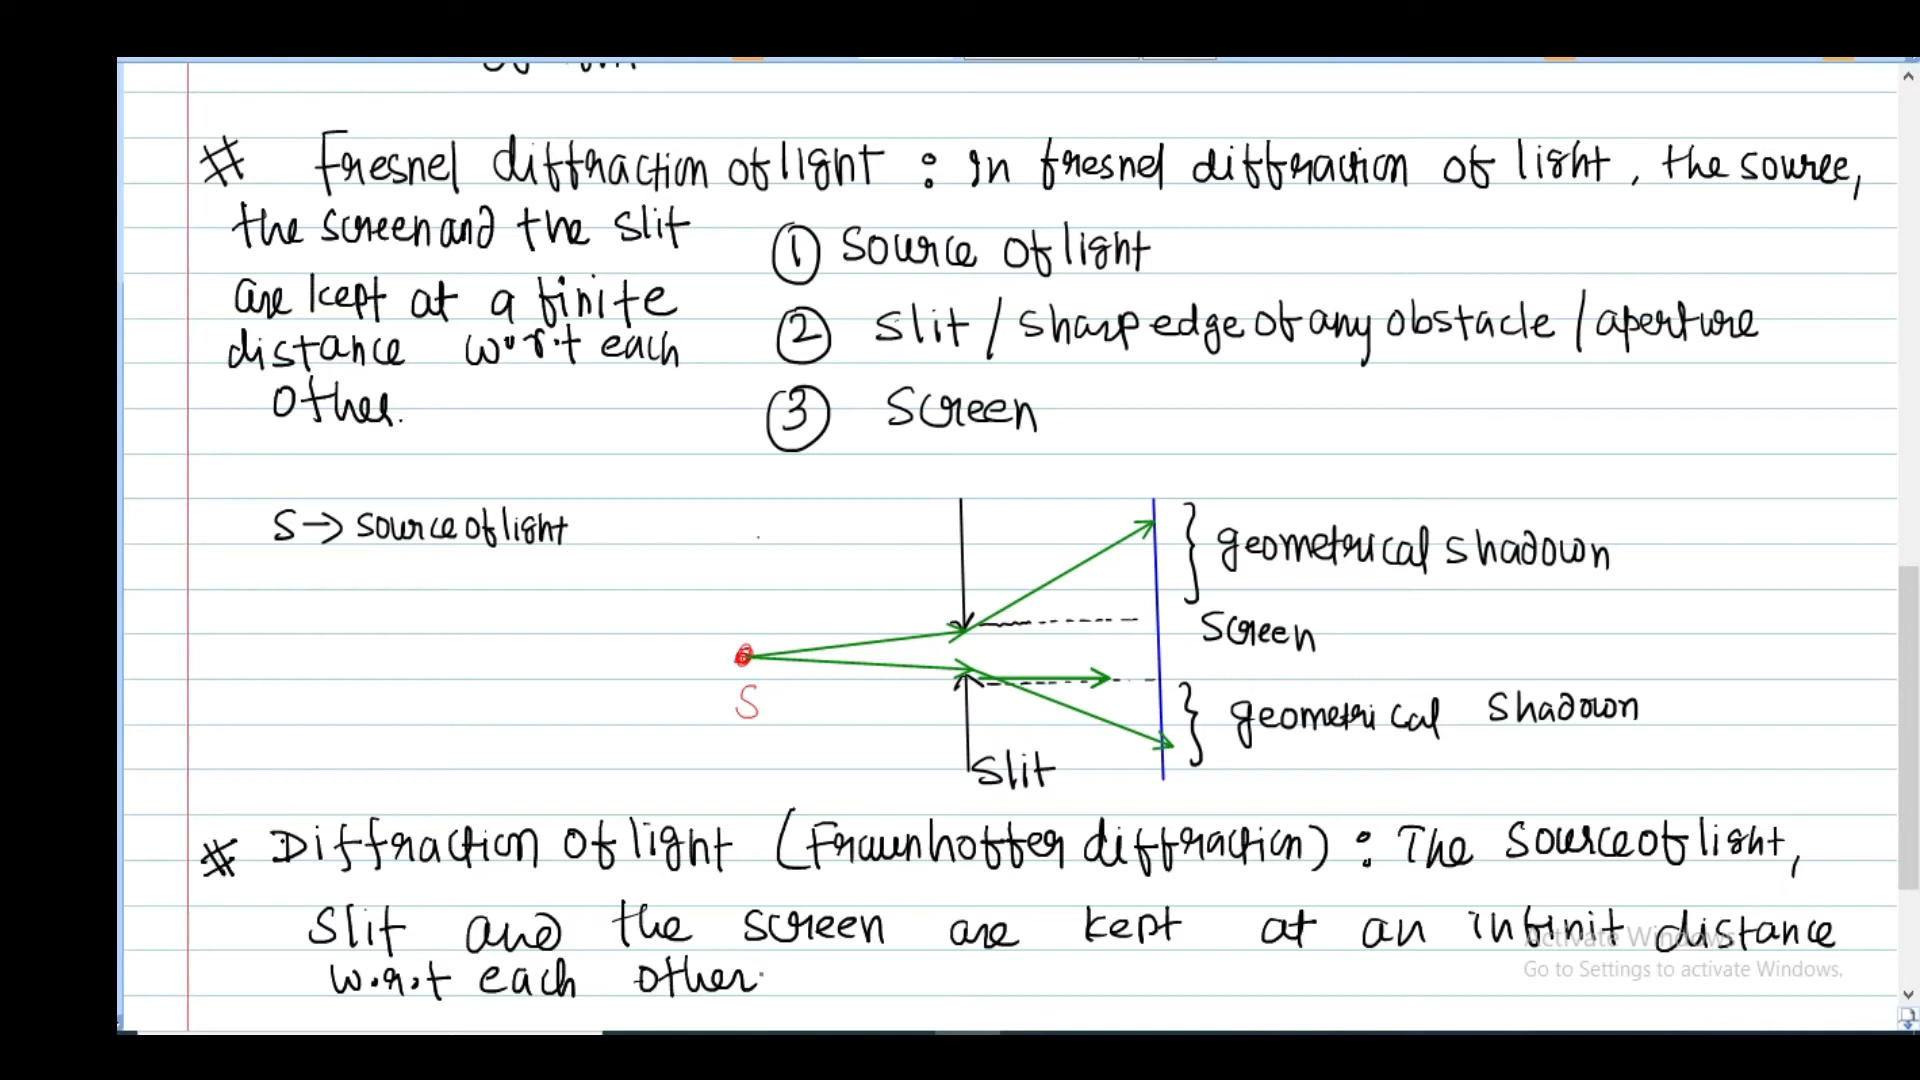 # Fresnel diffraction of light : In fresnel diffraction of light, the source,
the screen and the slit
are kept at a finite
distance w.r.t each
other.
① Source of light
② Slit / Sharp edge of any obstacle / aperture
③ Screen
S → source of light
geometrical shadown
Screen
S
geometrical shadown
Slit
* Diffraction of light (Fraunhoffer diffraction) : The Source of light,
Slit and the screen are kept at an infinit distance
w.r.t each other.
Activate Windows
Go to Settings to activate Windows.